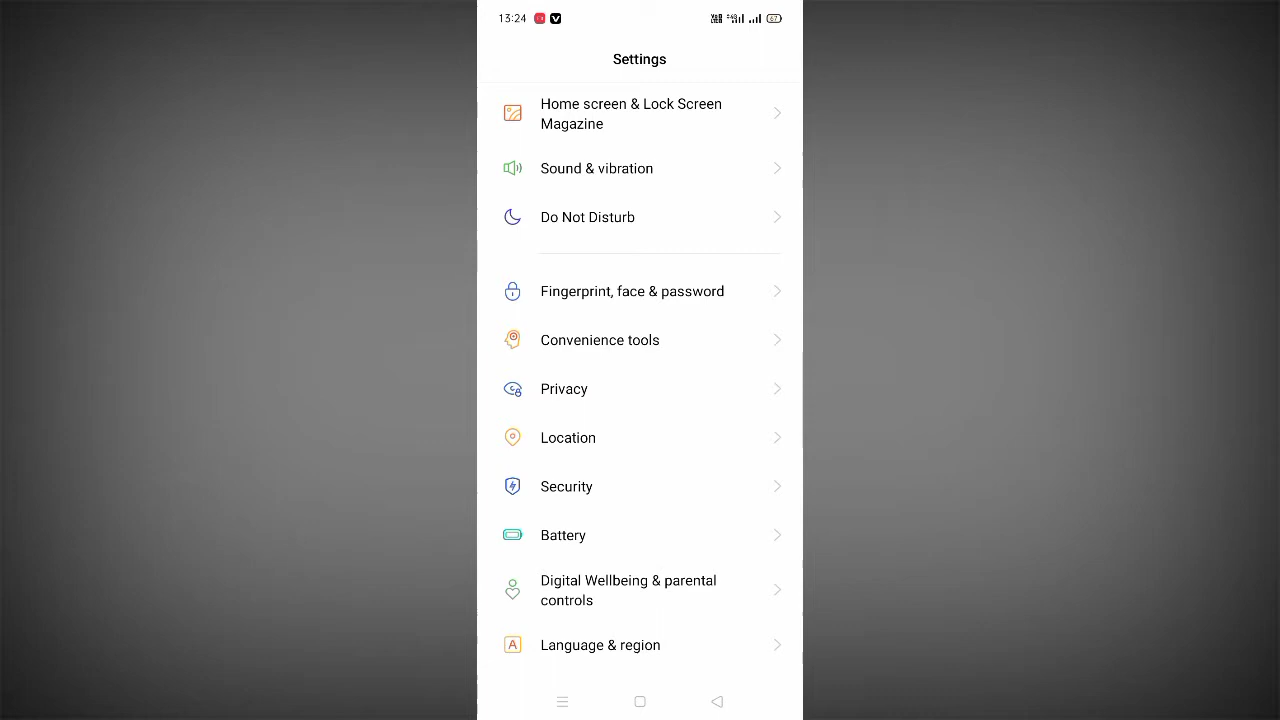 13:24
67
Settings
Home screen & Lock Screen
Magazine
Sound & vibration
Do Not Disturb
Fingerprint, face & password
Convenience tools
Privacy
Location
Security
Battery
Digital Wellbeing & parental
controls
A
Language & region